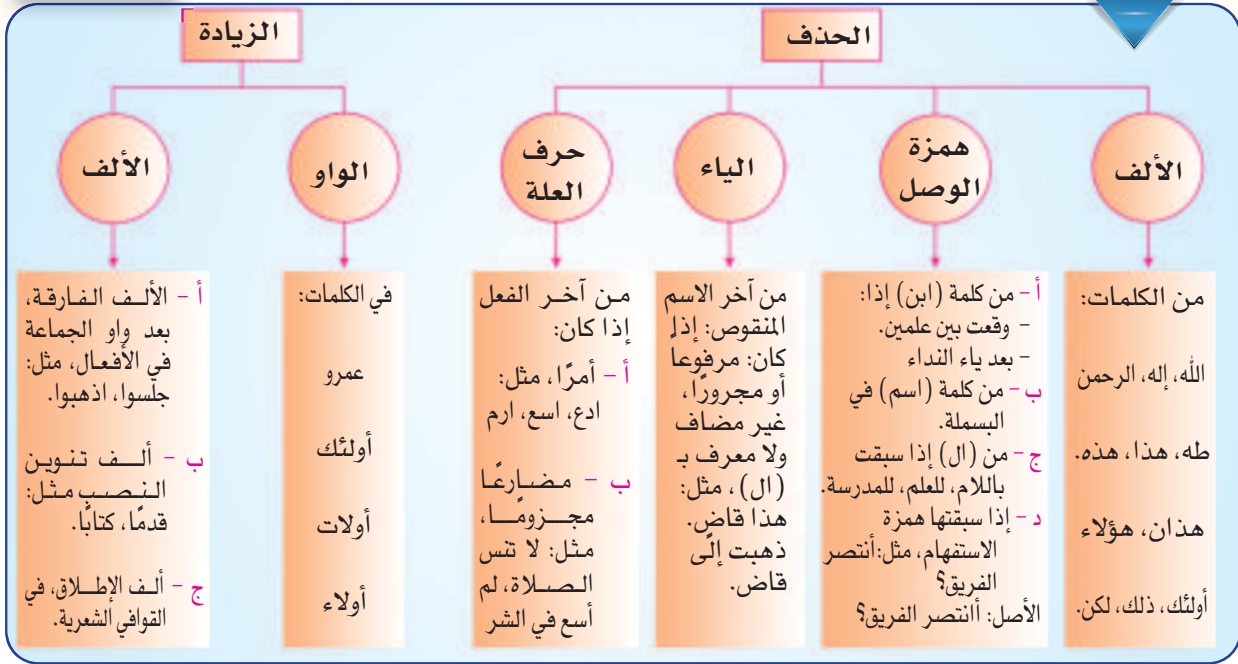 الحذف
الزيادة
الألف
همزة
الوصل
الياء
حرف
العلة
الواو
الألف
من الكلمات:
الله، إله، الرحمن
طه، هذا، هذه.
هذان، هؤلاء
أولئك، ذلك، لكن.
أ - من كلمة (ابن) إذا:
- وقعت بين علمين.
- بعد ياء النداء
ب - من كلمة (اسم) في
البسملة.
ج - من (ال) إذا سبقت
باللام، للعلم، للمدرسة.
د - إذا سبقتها همزة
الاستفهام، مثل: أنتصر
الفريق؟
الأصل: أانتصر الفريق؟
من آخر الاسم
المنقوص: إذا
كان: مرفوعا
أو مجرورًا،
غير مضاف
ولا معرف بـ
(ال)، مثل:
هذا قاضٍ.
ذهبت إلى
قاض.
من آخر الفعل
إذا كان:
أ - أمرًا، مثل:
ادع، اسع، ارم
ب - مضارعًا
مجزومًا،
مثل: لا تنس
الصلاة، لم
أسع في الشر
في الكلمات:
عمرو
أولئك
أولات
أولاء
أ - الألف الفارقة،
بعد واو الجماعة
في الأفعال، مثل:
جلسوا، اذهبوا.
ب - ألف تنوين
النصب مثل:
قدمًا، كتابًا.
ج - ألف الإطلاق، في
القوافي الشعرية.